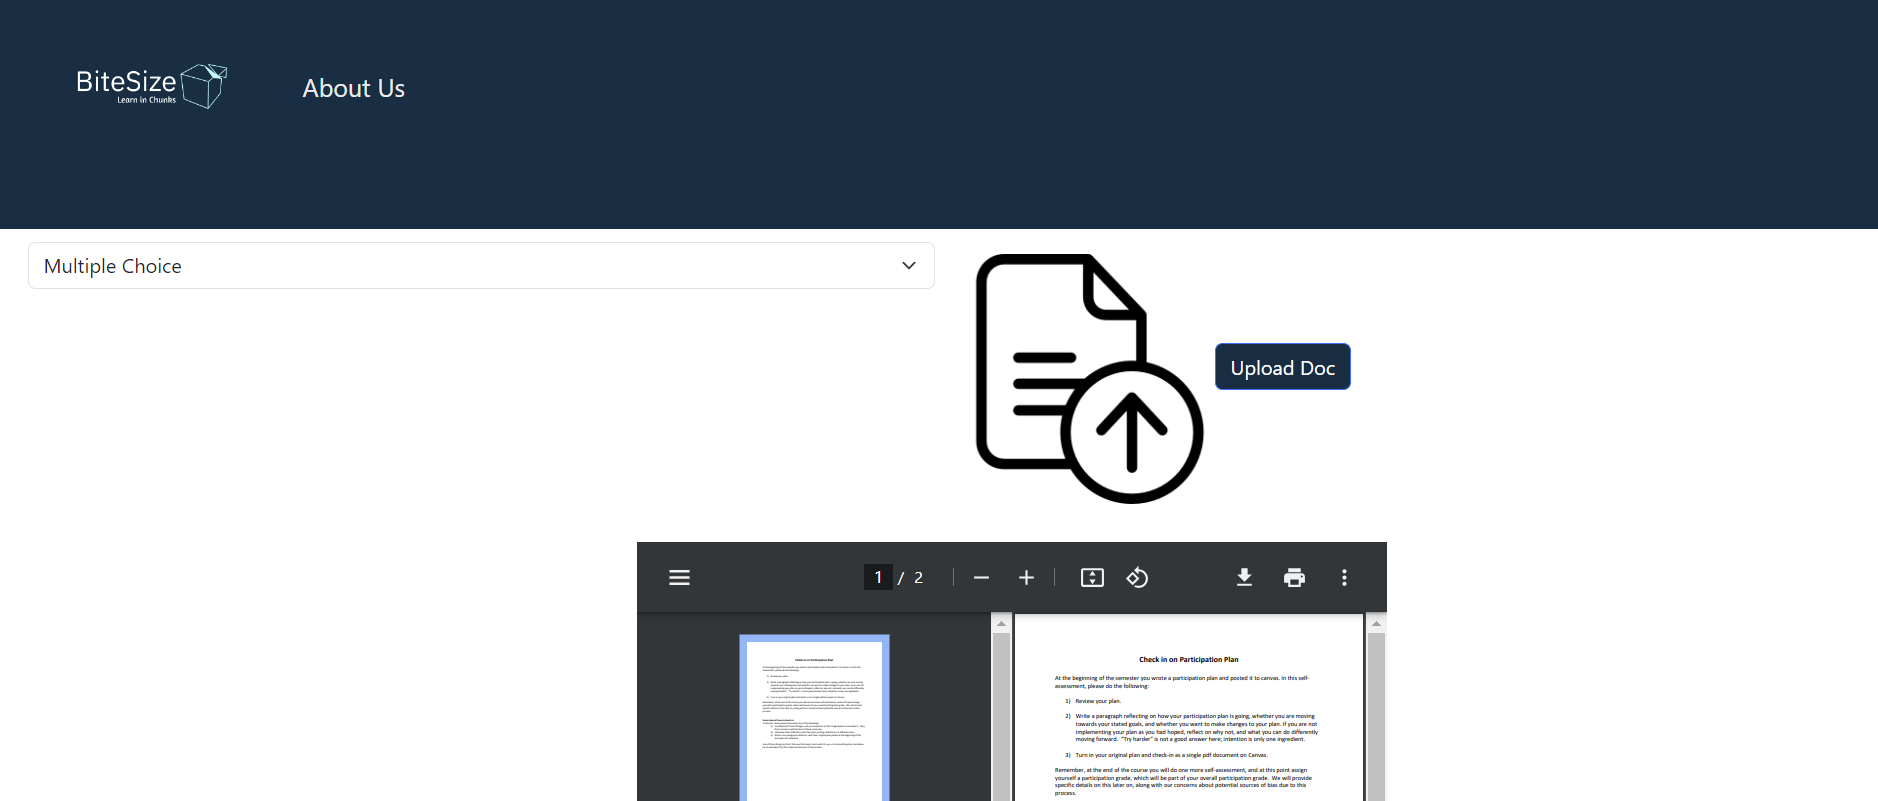 BiteSize
Learn in Chunks
About Us
Multiple Choice
Upload Doc
1 / 2
Check in on Participation Plan
Check in on Participation Plan
At the beginning of the semester you wrote a participation plan and posted it to canvas. In this self-
assessment, please do the following:
1) Review your plan.
2) Write a paragraph reflecting on how your participation plan is going, whether you are moving
towards your stated goals, and whether you want to make changes to your plan. If you are not
implementing your plan as you had hoped, reflect on why not, and what you can do differently
moving forward. "Try harder" is not a good answer here; intention is only one ingredient.
3) Turn in your original plan and check-in as a single pdf document on Canvas.
Remember, at the end of the course you will do one more self-assessment, and at this point assign
yourself a participation grade, which will be part of your overall participation grade. We will provide
specific details on this later on, along with our concerns about potential sources of bias due to this
process.